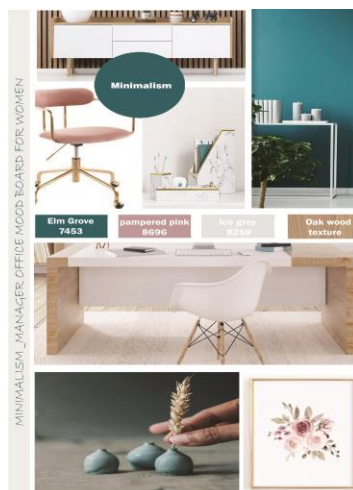 MINIMALISM _MANAGER OFFICE MOOD BOARD FOR WOMEN
Minimalism
Elm Grove
7453
pampered pink
8696
Ice grey
8269
Oak wood
texture